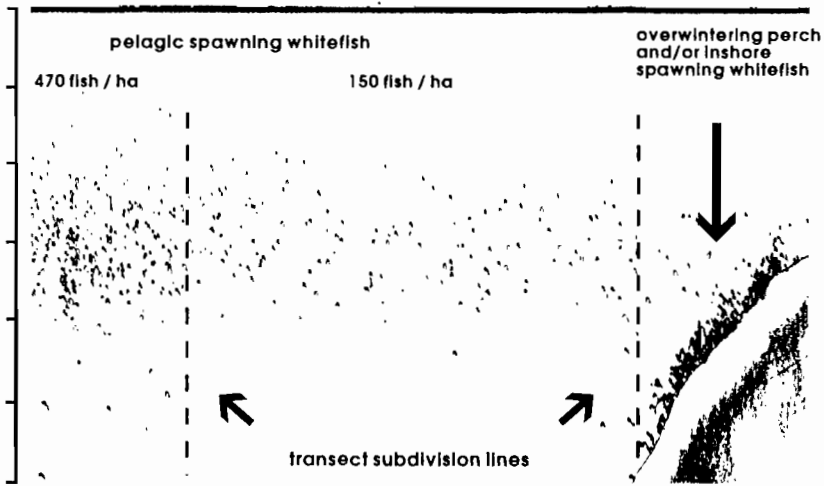 pelagic spawning whitefish
470 fish / ha
150 fish / ha
overwintering perch
and/or inshore
spawning whitefish
transect subdivision lines